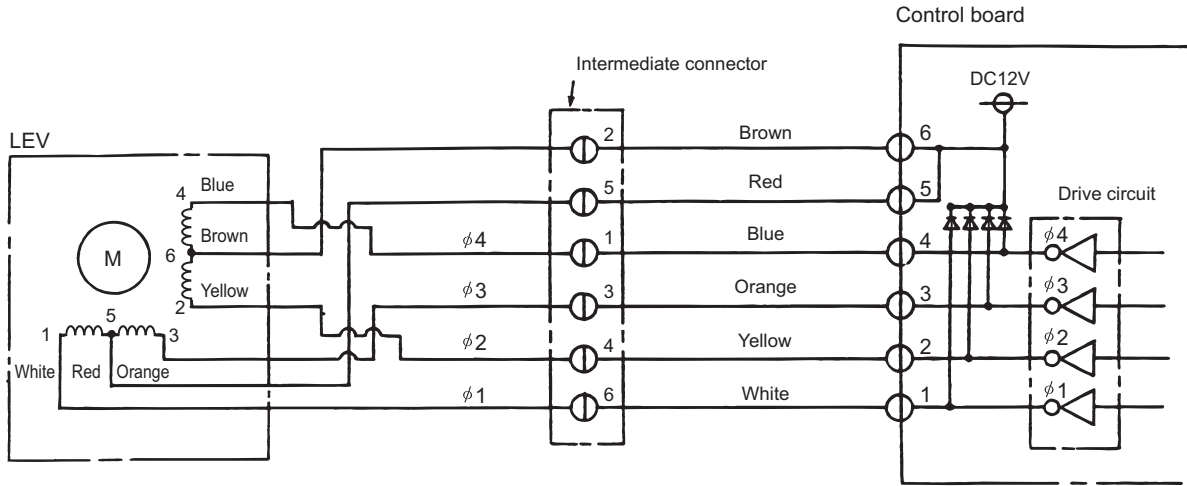 Control board
Intermediate connector
DC12V
LEV
2 Brown 6
4 Blue
5 Red 5
Drive circuit
Brown
6
φ4 1 Blue 4 φ4
M
Yellow
2
φ3 3 Orange 3 φ3
1 5 3
φ2 4 Yellow 2 φ2
White Red Orange
φ1 6 White 1 φ1